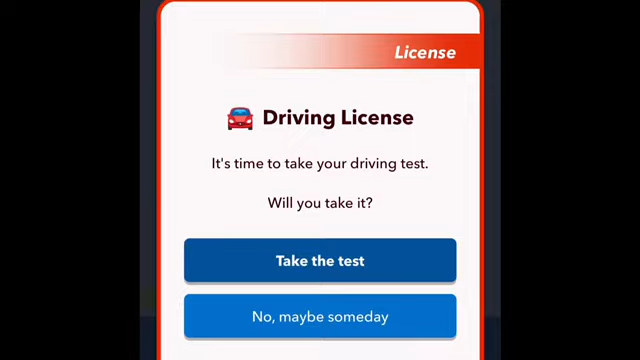 License
Driving License
It's time to take your driving test.
Will you take it?
Take the test
No, maybe someday